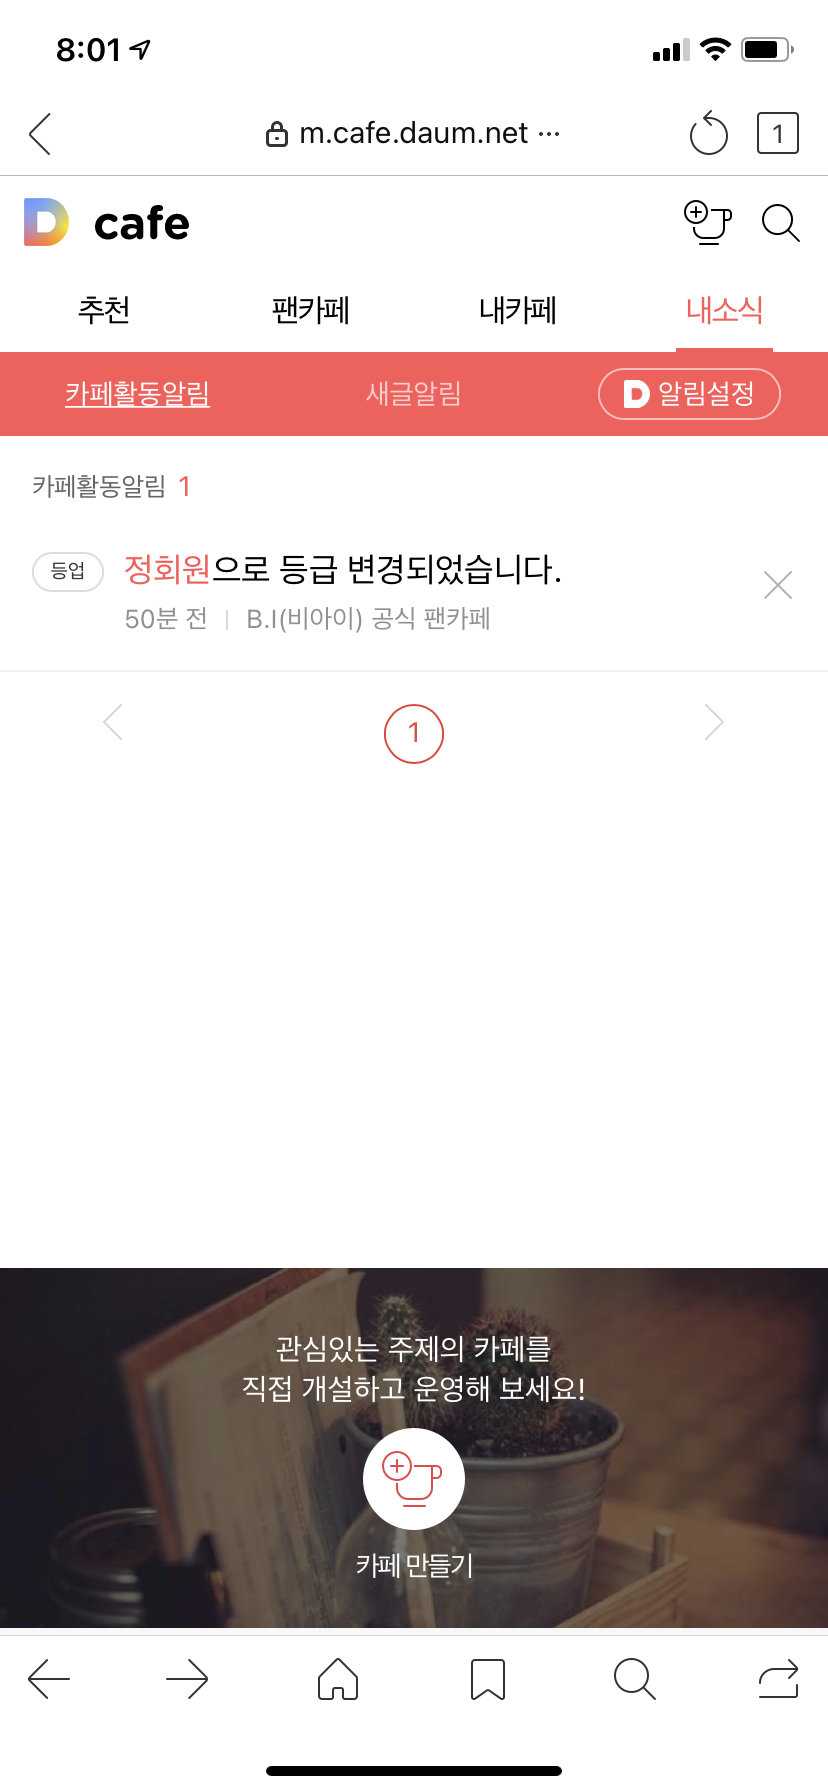 8:01
m.cafe.daum.net ...
1
D cafe
추천 팬카페 내카페 내소식
카페활동알림 새글알림 D 알림설정
카페활동알림 1
등업 정회원으로 등급 변경되었습니다.
50분 전 | B.I(비아이) 공식 팬카페
1
관심있는 주제의 카페를
직접 개설하고 운영해 보세요!
카페 만들기